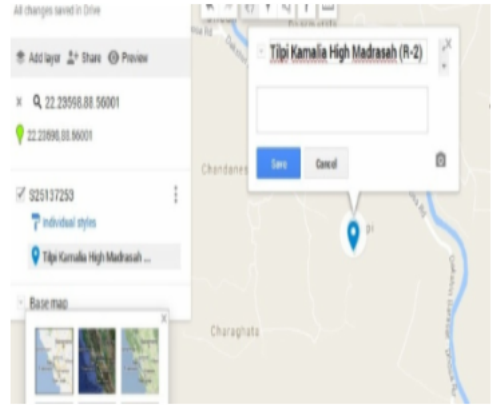 All changes saved in Drive
Add layer Share Preview
× 22.23598,88.56001
22.23598,88.56001
S25137253
Individual styles
Tilpi Kamalia High Madrasah ...
Base map
Tilpi Kamalia High Madrasah (R-2)
Save Cancel
Chandanes
pi
Charaghata